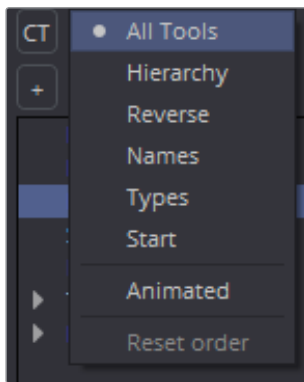 CT
All Tools
+
Hierarchy
Reverse
Names
Types
Start
Animated
Reset order